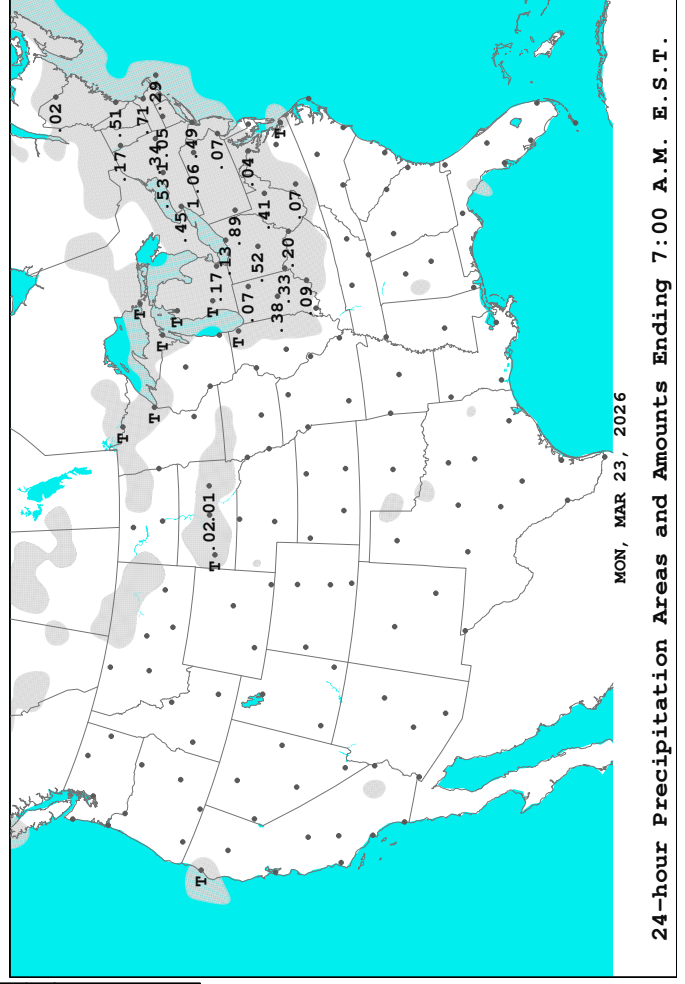 .02
.51
.17
T
T .71
T .34 .29
T .53 1.05
T
.45
1.06 .49
T
T .02 .01
T .17 .07
.13
T .89
.07 .04
.52
.41
.38 T
.33 .20
.07
.09
MON, MAR 23, 2026
24-hour Precipitation Areas and Amounts Ending 7:00 A.M. E.S.T.